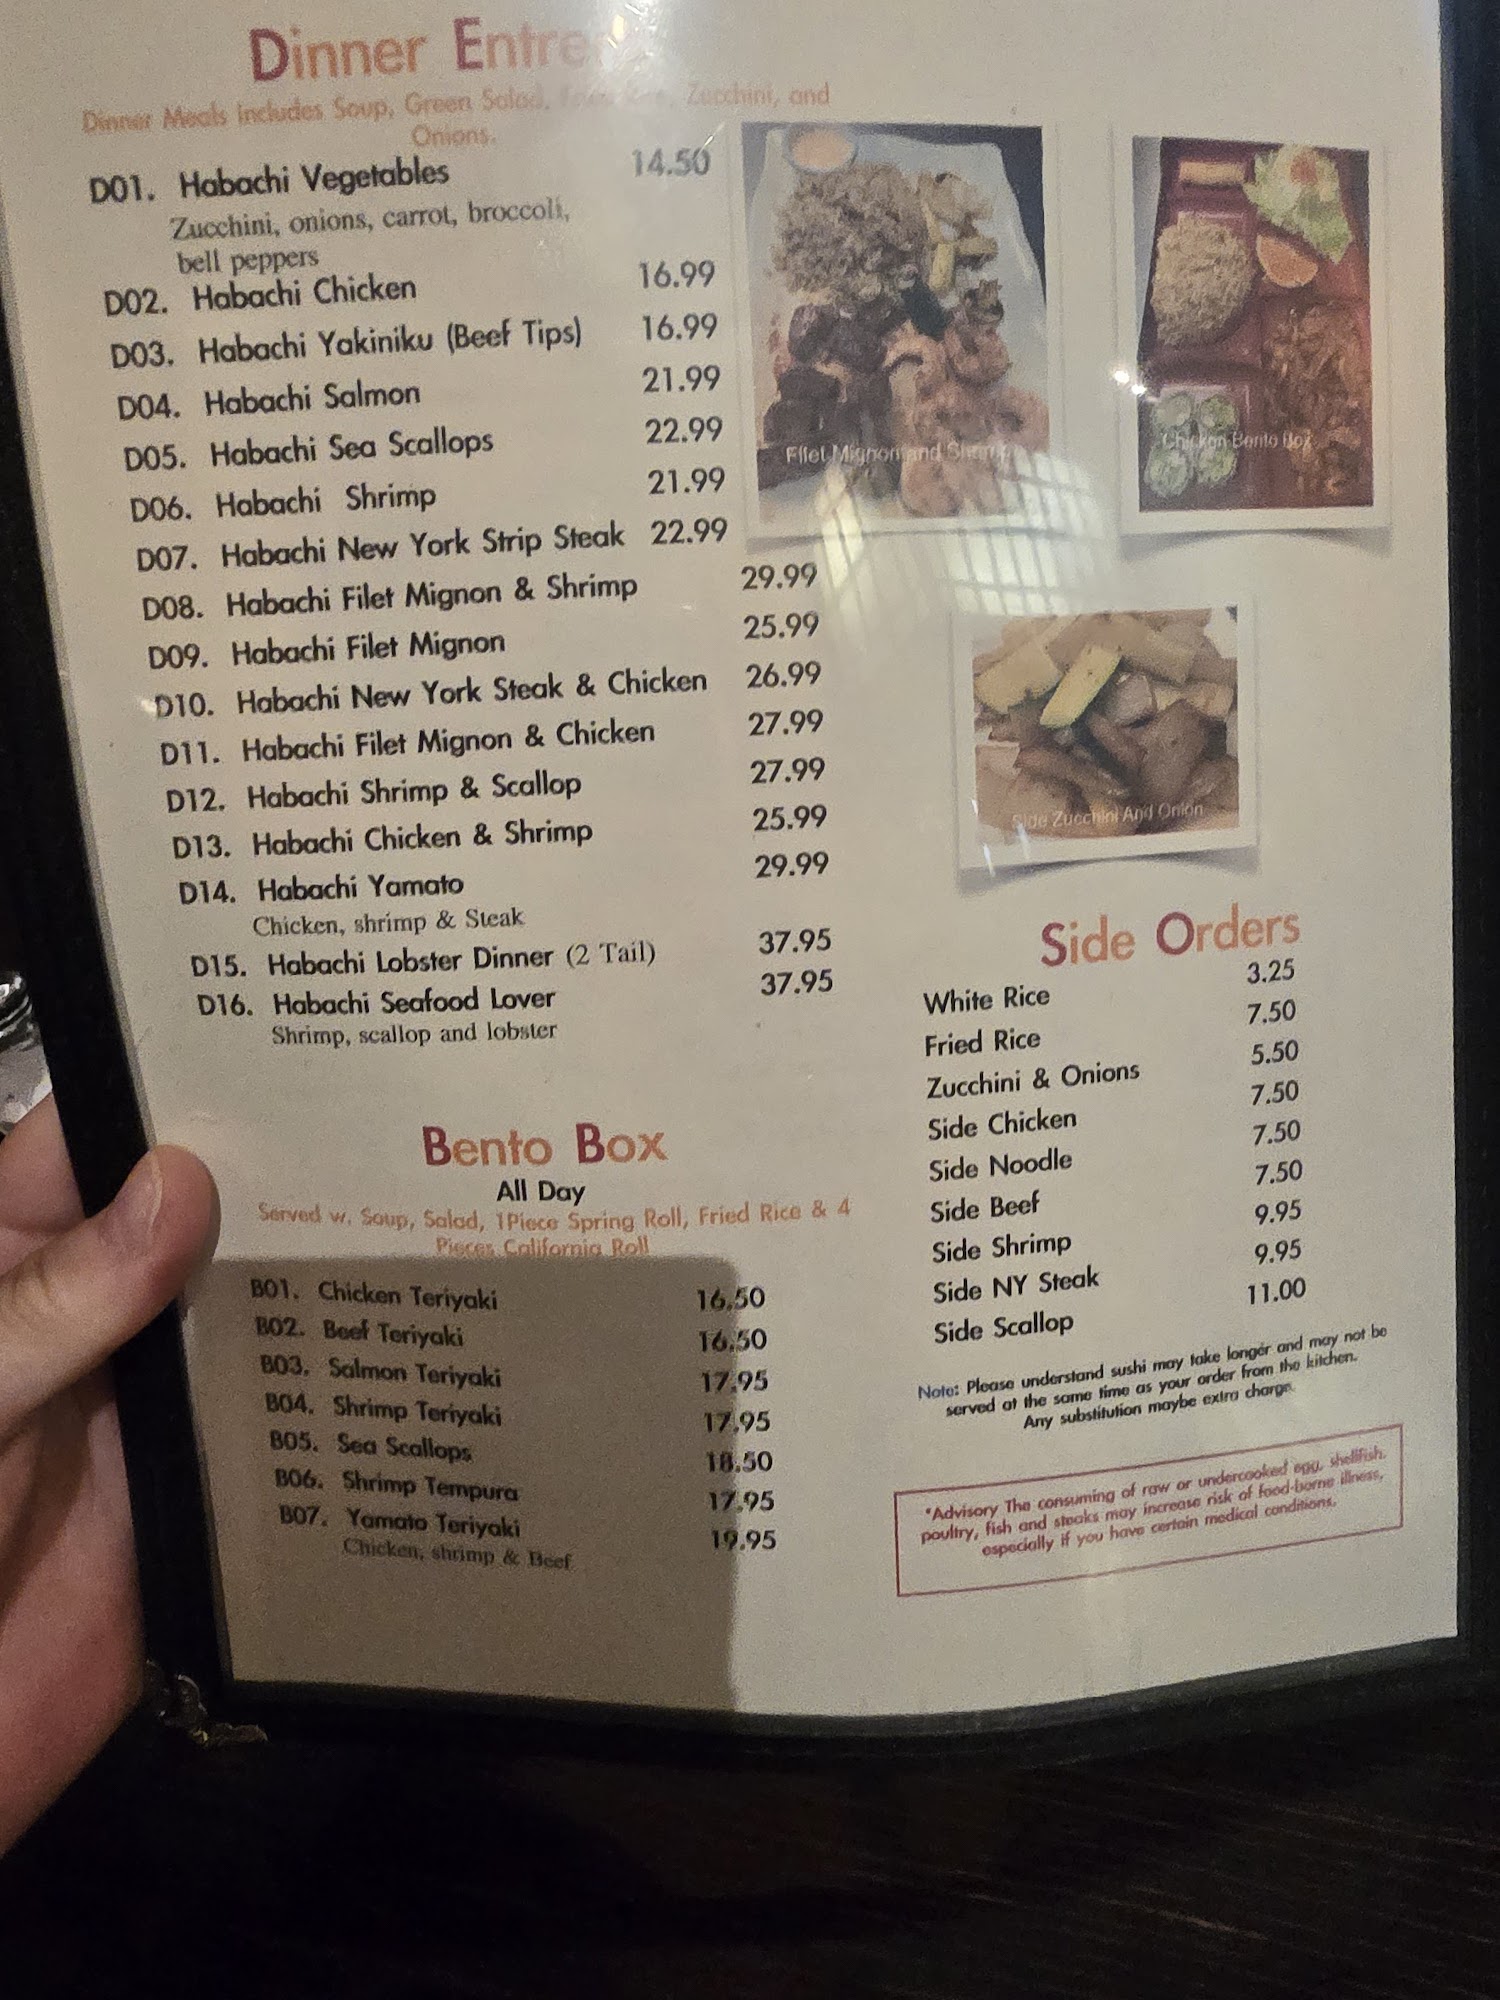 Dinner Entre
Dinner Meals includes Soup, Green Salad, Fried Rice, Zucchini, and
Onions.
D01. Habachi Vegetables 14.50
Zucchini, onions, carrot, broccoli,
bell peppers
D02. Habachi Chicken 16.99
D03. Habachi Yakiniku (Beef Tips) 16.99
D04. Habachi Salmon 21.99
D05. Habachi Sea Scallops 22.99
D06. Habachi Shrimp 21.99
D07. Habachi New York Strip Steak 22.99
D08. Habachi Filet Mignon & Shrimp 29.99
D09. Habachi Filet Mignon 25.99
D10. Habachi New York Steak & Chicken 26.99
D11. Habachi Filet Mignon & Chicken 27.99
D12. Habachi Shrimp & Scallop 27.99
D13. Habachi Chicken & Shrimp 25.99
D14. Habachi Yamato 29.99
Chicken, shrimp & Steak
D15. Habachi Lobster Dinner (2 Tail) 37.95
D16. Habachi Seafood Lover 37.95
Shrimp, scallop and lobster
Filet Mignon and Shrimp
Chicken Bento Box
Side Zucchini And Onion
Bento Box
All Day
Served w. Soup, Salad, 1Piece Spring Roll, Fried Rice & 4
Pieces California Roll
B01. Chicken Teriyaki 16.50
B02. Beef Teriyaki 16.50
B03. Salmon Teriyaki 17.95
B04. Shrimp Teriyaki 17.95
B05. Sea Scallops 18.50
B06. Shrimp Tempura 17.95
B07. Yamato Teriyaki 19.95
Chicken, shrimp & Beef
Side Orders
White Rice 3.25
Fried Rice 7.50
Zucchini & Onions 5.50
Side Chicken 7.50
Side Noodle 7.50
Side Beef 7.50
Side Shrimp 9.95
Side NY Steak 9.95
Side Scallop 11.00
Note: Please understand sushi may take longer and may not be
served at the same time as your order from the kitchen.
Any substitution maybe extra charge.
*Advisory The consuming of raw or undercooked egg, shellfish,
poultry, fish and steaks may increase risk of food-borne illness,
especially if you have certain medical conditions.